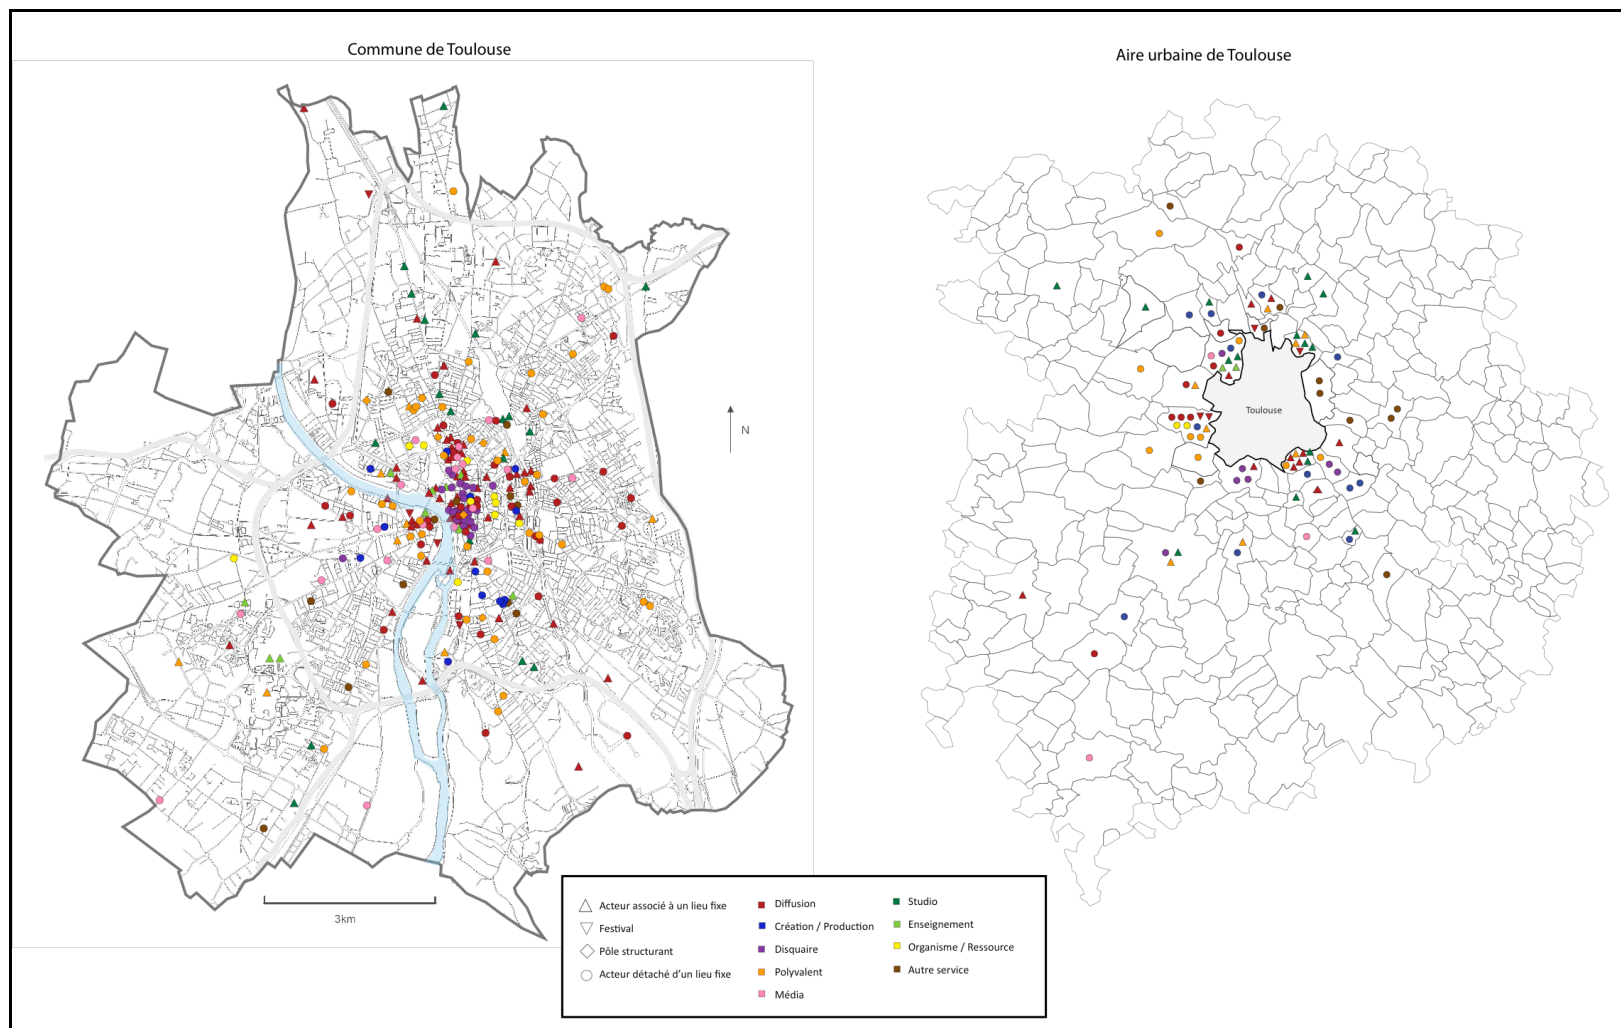 Commune de Toulouse
Aire urbaine de Toulouse
Toulouse
N
3km
Acteur associé à un lieu fixe
Festival
Pôle structurant
Acteur détaché d'un lieu fixe
Diffusion
Création / Production
Disquaire
Polyvalent
Média
Studio
Enseignement
Organisme / Ressource
Autre service